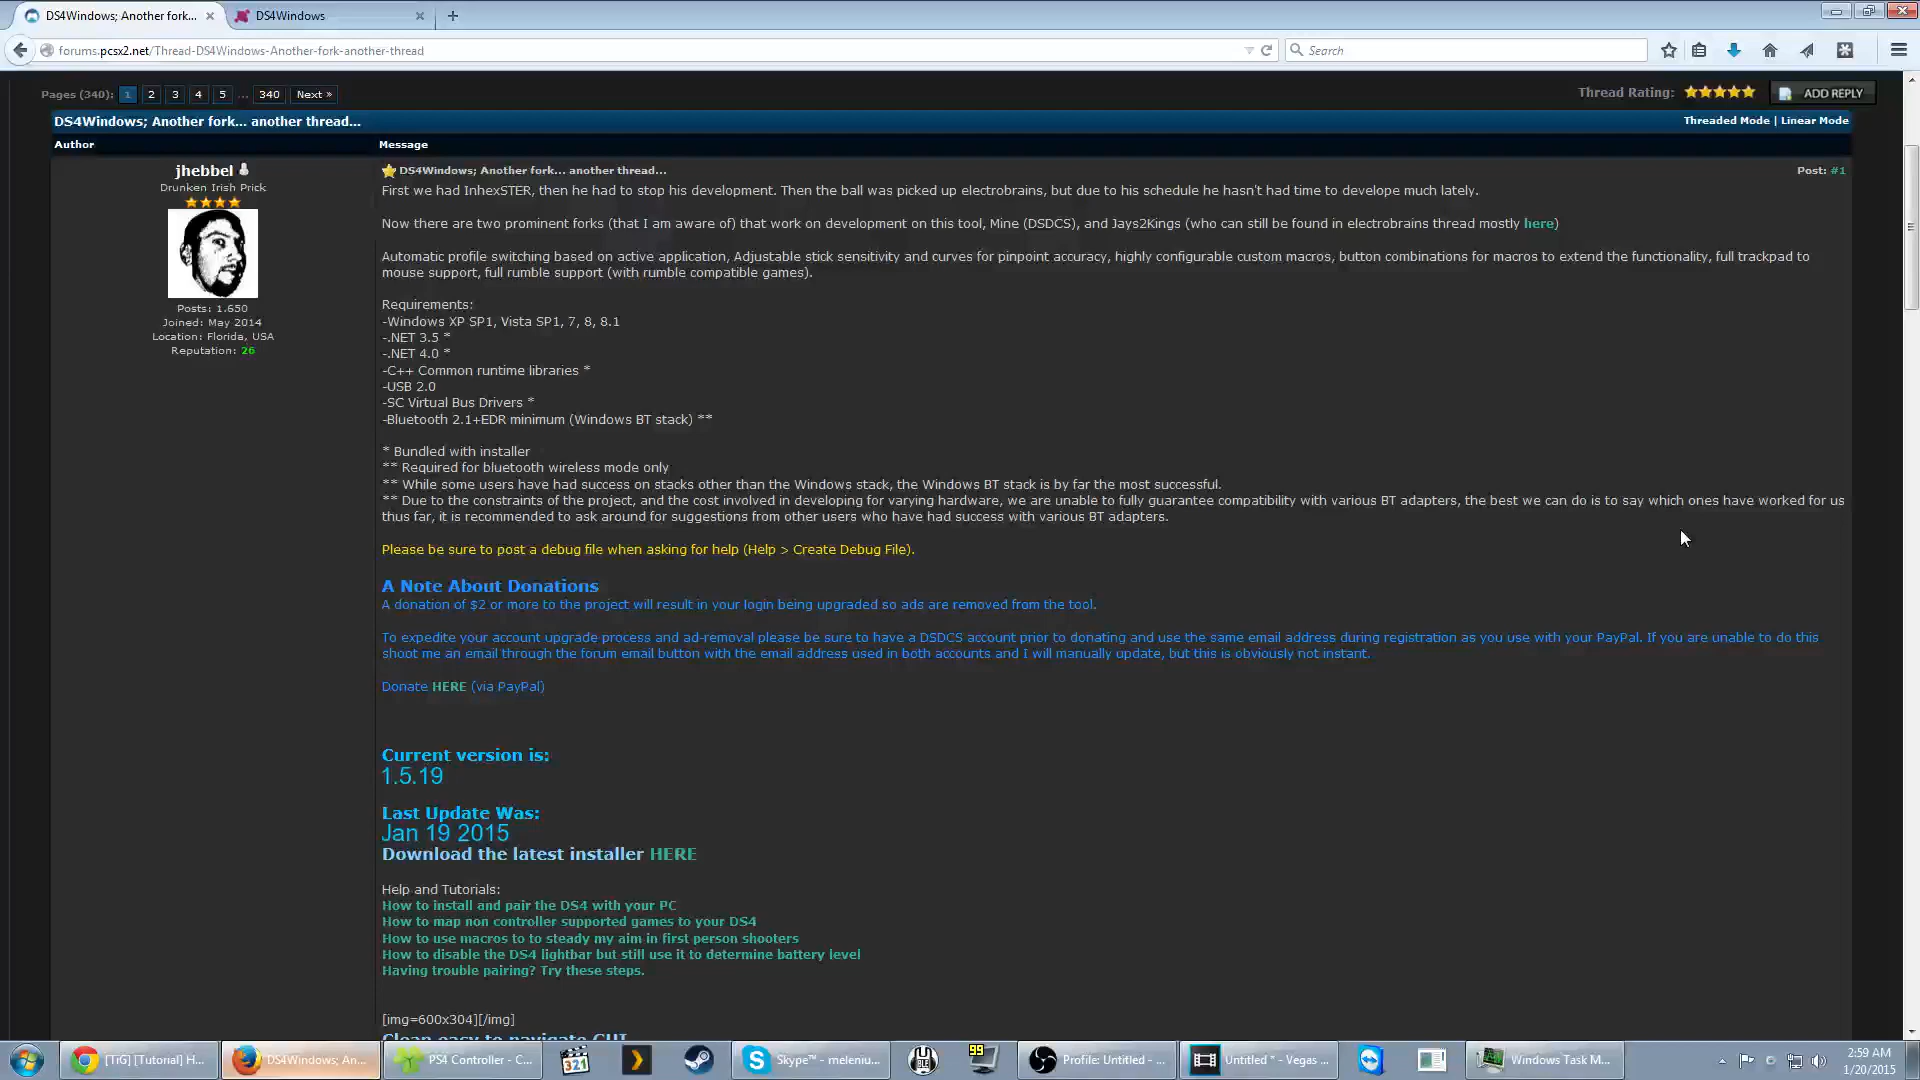 DS4Windows; Another fork...
DS4Windows
forums.pcsx2.net/Thread-DS4Windows-Another-fork-another-thread
Search
Pages (340): 1 2 3 4 5 ... 340 Next »
Thread Rating:
ADD REPLY
DS4Windows; Another fork... another thread...
Threaded Mode | Linear Mode
Author
Message
jhebbel
Drunken Irish Prick
Posts: 1.650
Joined: May 2014
Location: Florida, USA
Reputation: 26
DS4Windows; Another fork... another thread...
Post: #1
First we had InhexSTER, then he had to stop his development. Then the ball was picked up electrobrains, but due to his schedule he hasn't had time to develope much lately.
Now there are two prominent forks (that I am aware of) that work on development on this tool, Mine (DSDCS), and Jays2Kings (who can still be found in electrobrains thread mostly here)
Automatic profile switching based on active application, Adjustable stick sensitivity and curves for pinpoint accuracy, highly configurable custom macros, button combinations for macros to extend the functionality, full trackpad to
mouse support, full rumble support (with rumble compatible games).
Requirements:
-Windows XP SP1, Vista SP1, 7, 8, 8.1
-.NET 3.5 *
-.NET 4.0 *
-C++ Common runtime libraries *
-USB 2.0
-SC Virtual Bus Drivers *
-Bluetooth 2.1+EDR minimum (Windows BT stack) **
* Bundled with installer
** Required for bluetooth wireless mode only
** While some users have had success on stacks other than the Windows stack, the Windows BT stack is by far the most successful.
** Due to the constraints of the project, and the cost involved in developing for varying hardware, we are unable to fully guarantee compatibility with various BT adapters, the best we can do is to say which ones have worked for us
thus far, it is recommended to ask around for suggestions from other users who have had success with various BT adapters.
Please be sure to post a debug file when asking for help (Help > Create Debug File).
A Note About Donations
A donation of $2 or more to the project will result in your login being upgraded so ads are removed from the tool.
To expedite your account upgrade process and ad-removal please be sure to have a DSDCS account prior to donating and use the same email address during registration as you use with your PayPal. If you are unable to do this
shoot me an email through the forum email button with the email address used in both accounts and I will manually update, but this is obviously not instant.
Donate HERE (via PayPal)
Current version is:
1.5.19
Last Update Was:
Jan 19 2015
Download the latest installer HERE
Help and Tutorials:
How to install and pair the DS4 with your PC
How to map non controller supported games to your DS4
How to use macros to to steady my aim in first person shooters
How to disable the DS4 lightbar but still use it to determine battery level
Having trouble pairing? Try these steps.
[img=600x304][/img]
Clean easy to navigate GUI
[TrG] [Tutorial] H...
DS4Windows; An...
PS4 Controller - C...
321
Skype™ - meleniu...
99
Profile: Untitled - ...
Untitled * - Vegas ...
Windows Task M...
2:59 AM
1/20/2015